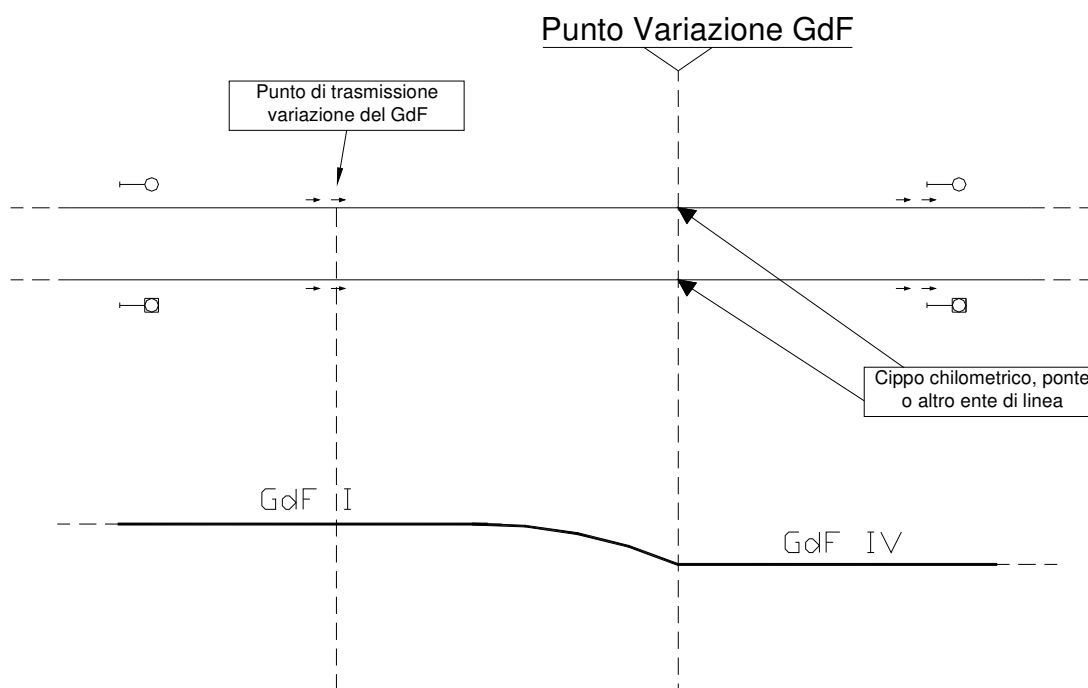 Punto Variazione GdF
Punto di trasmissione
variazione del GdF
Cippo chilometrico, ponte
o altro ente di linea
GdF I
GdF IV